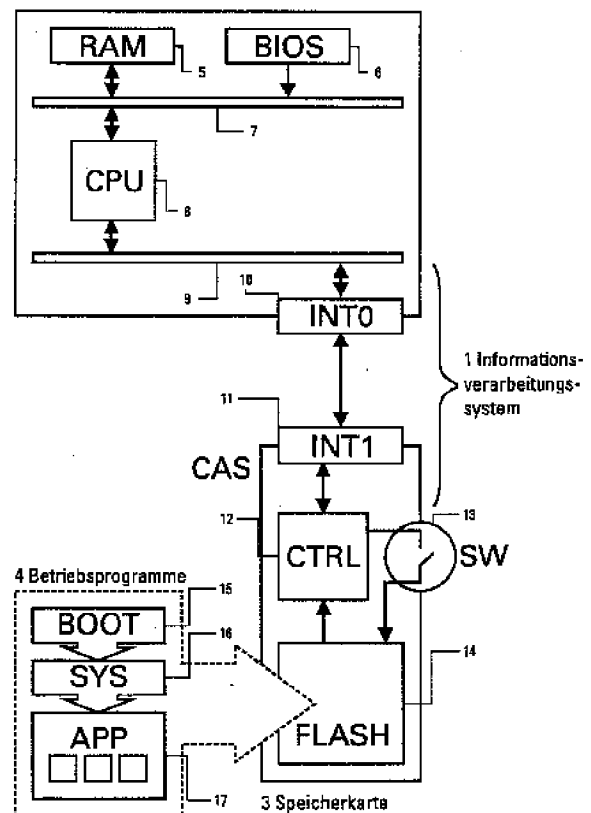 RAM
BIOS
5
6
7
CPU
8
9
10
INT0
1 Informations-
verarbeitungs-
system
11
INT1
CAS
12
13
CTRL
SW
4 Betriebsprogramme
15
BOOT
16
SYS
14
APP
FLASH
17
3 Speicherkarte